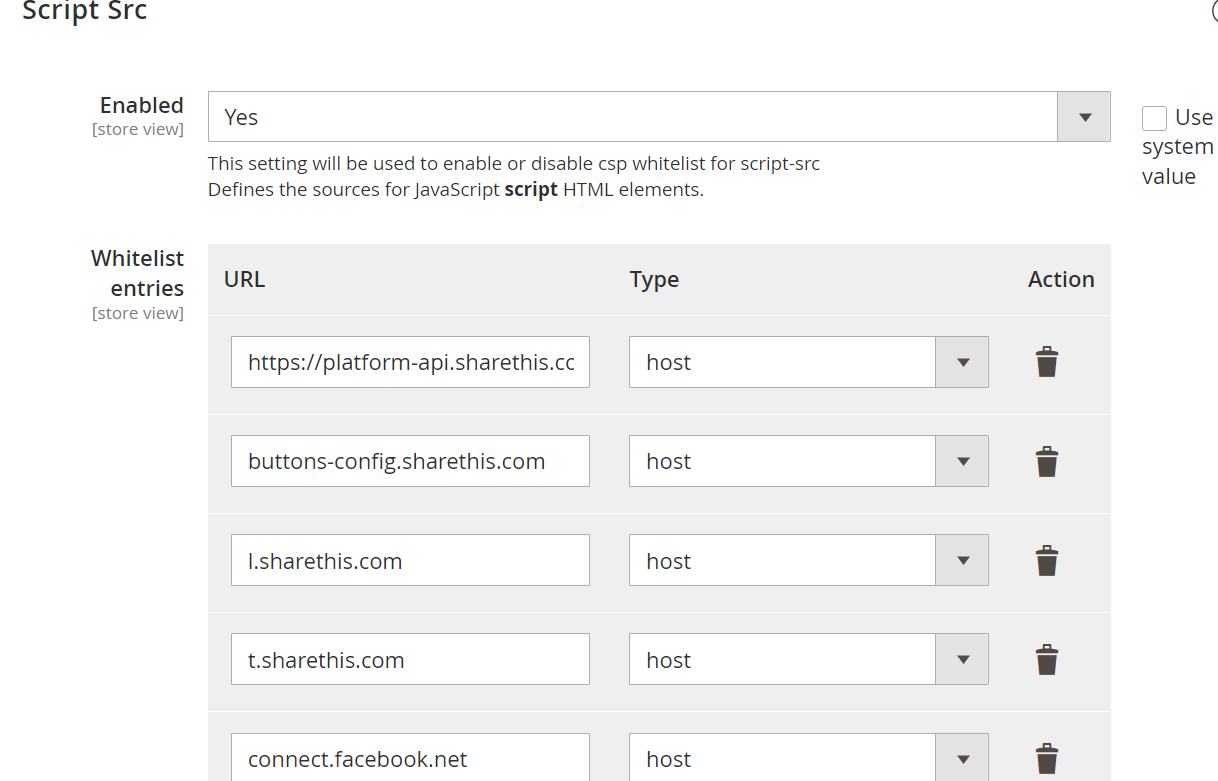 Script Src
Enabled
[store view]
Yes
Use system value
This setting will be used to enable or disable csp whitelist for script-src
Defines the sources for JavaScript script HTML elements.
Whitelist entries
[store view]
URL Type Action
https://platform-api.sharethis.cc host
buttons-config.sharethis.com host
l.sharethis.com host
t.sharethis.com host
connect.facebook.net host